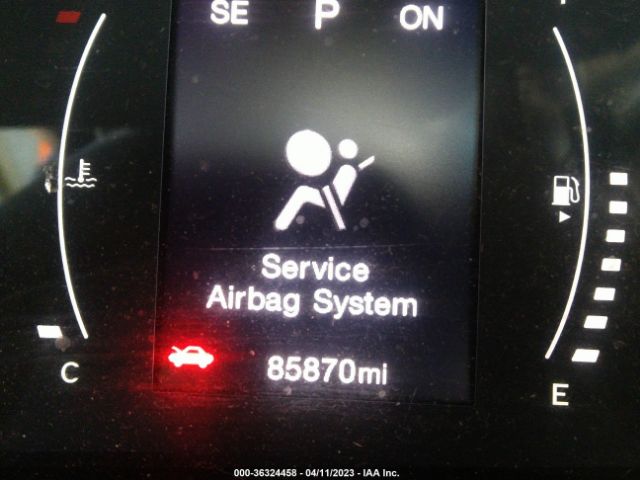 SE P ON
Service
Airbag System
85870mi
C
E
000-36324458 - 04/11/2023 - IAA Inc.